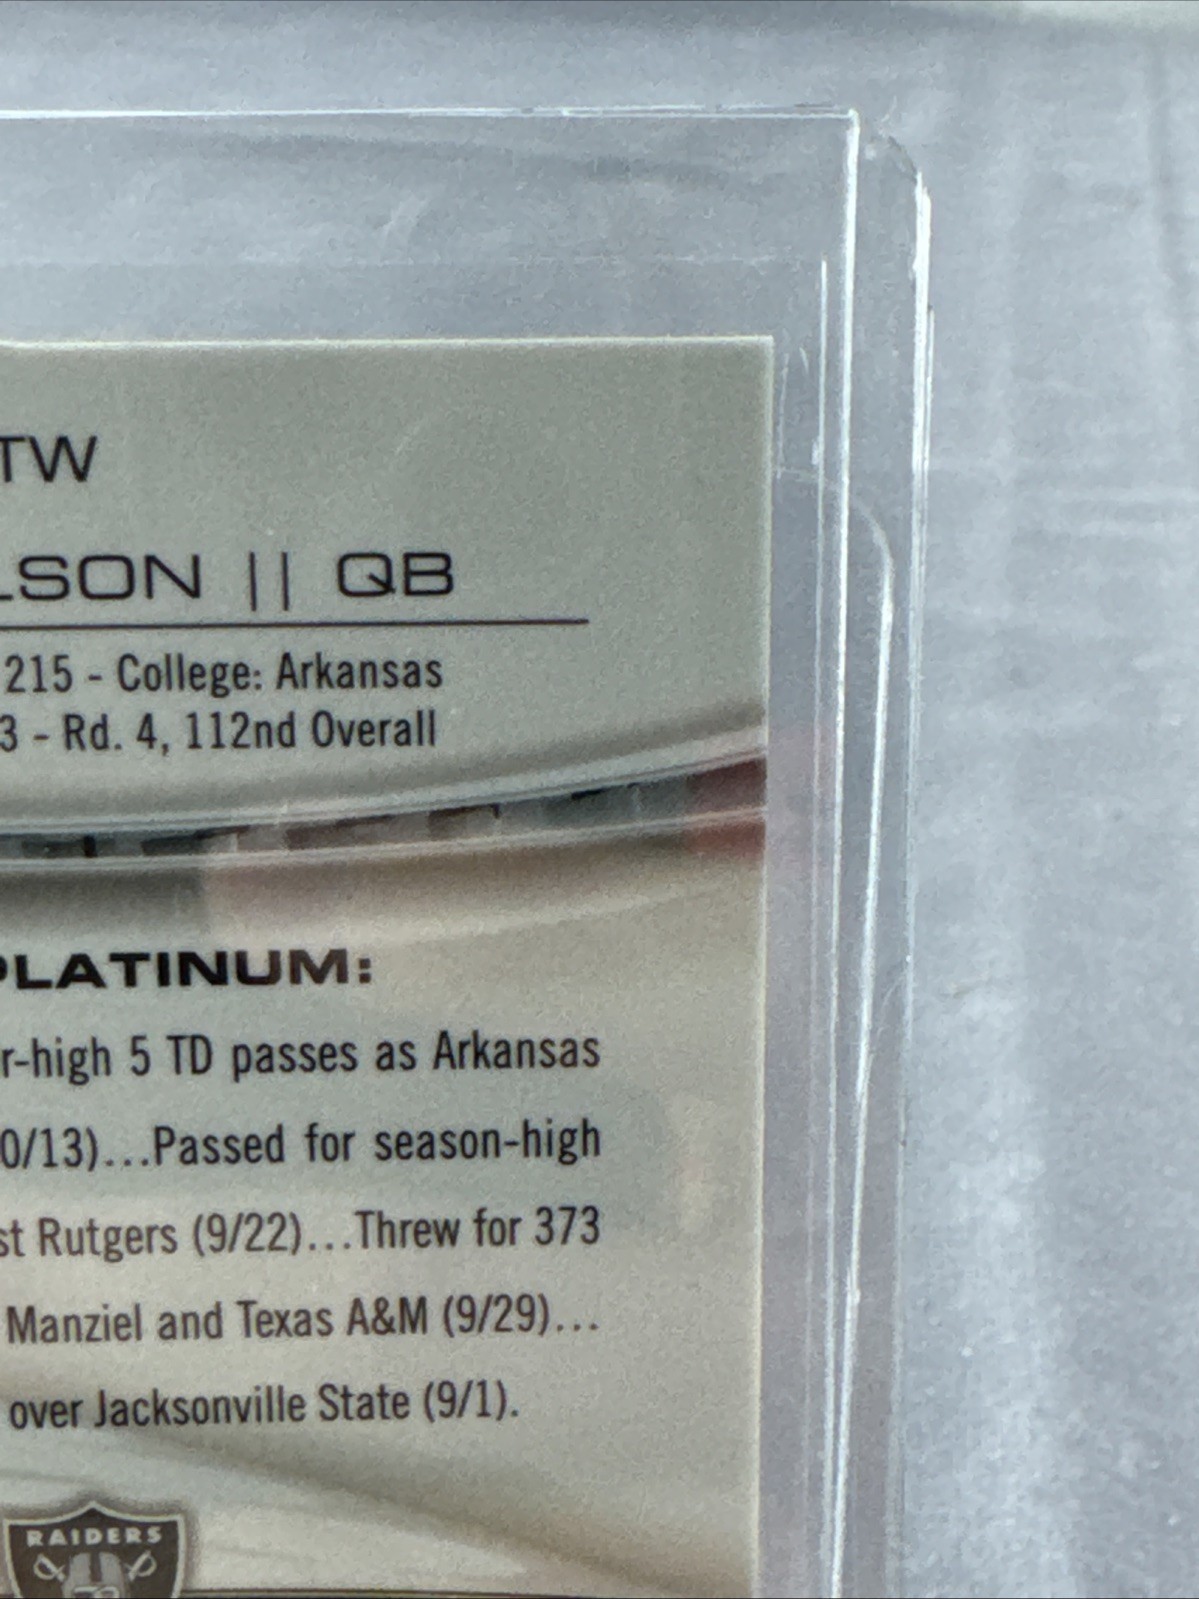 TW
LSON || QB
215 - College: Arkansas
3 - Rd. 4, 112nd Overall
PLATINUM:
r-high 5 TD passes as Arkansas
0/13)...Passed for season-high
st Rutgers (9/22)...Threw for 373
Manziel and Texas A&M (9/29)...
over Jacksonville State (9/1).
RAIDERS